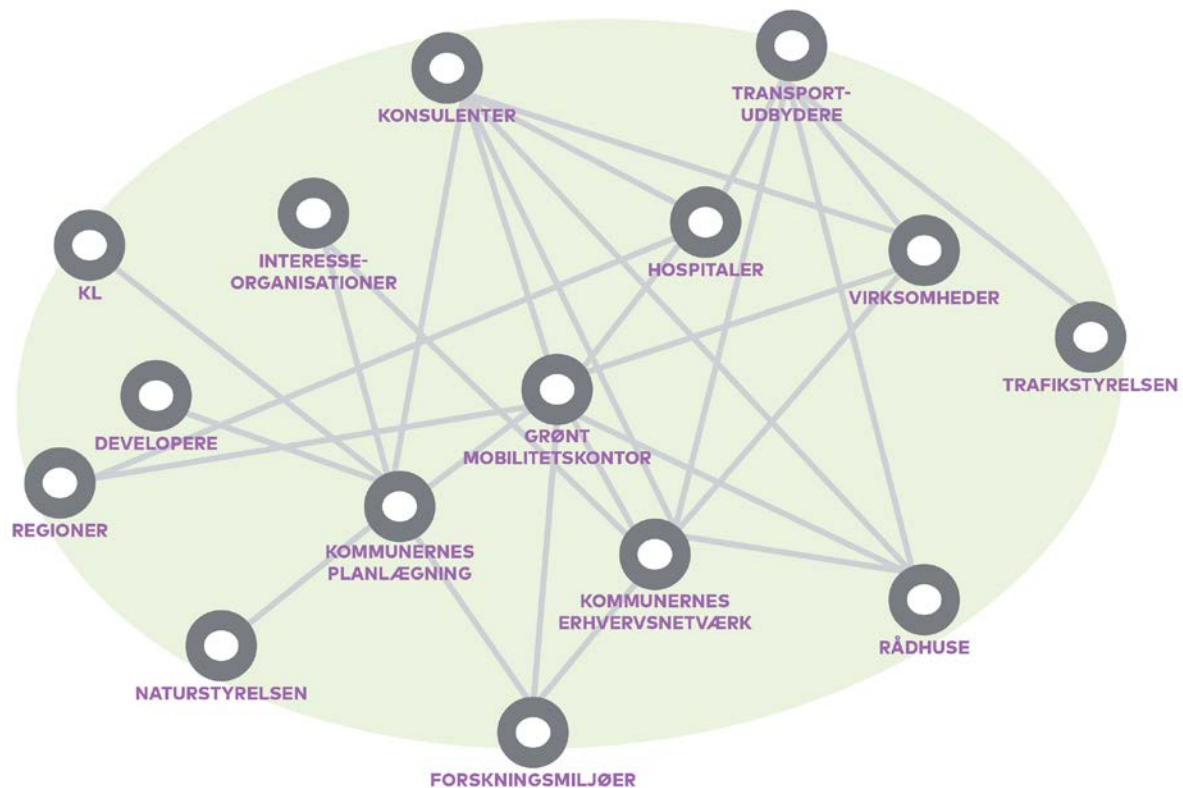 KONSULENTER
TRANSPORT-
UDBYDERE
INTERESSE-
ORGANISATIONER
KL
HOSPITALER
VIRKSOMHEDER
TRAFIKSTYRELSEN
DEVELOPERE
GRØNT
MOBILITETSKONTOR
REGIONER
KOMMUNERNES
PLANLÆGNING
KOMMUNERNES
ERHVERVSNETVÆRK
RÅDHUSE
NATURSTYRELSEN
FORSKNINGSMILJØER